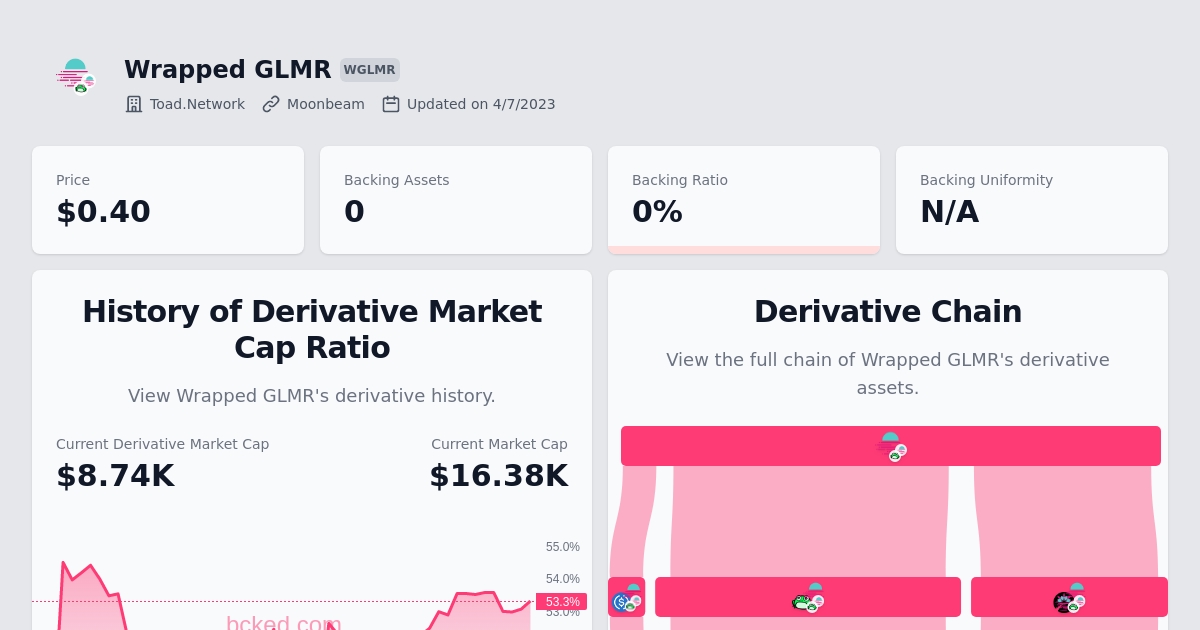 Wrapped GLMR WGLMR
Toad.Network Moonbeam Updated on 4/7/2023
Price
$0.40
Backing Assets
0
Backing Ratio
0%
Backing Uniformity
N/A
History of Derivative Market
Cap Ratio
View Wrapped GLMR's derivative history.
Current Derivative Market Cap
$8.74K
Current Market Cap
$16.38K
55.0%
54.0%
53.3%
53.0%
bcked.com
Derivative Chain
View the full chain of Wrapped GLMR's derivative
assets.